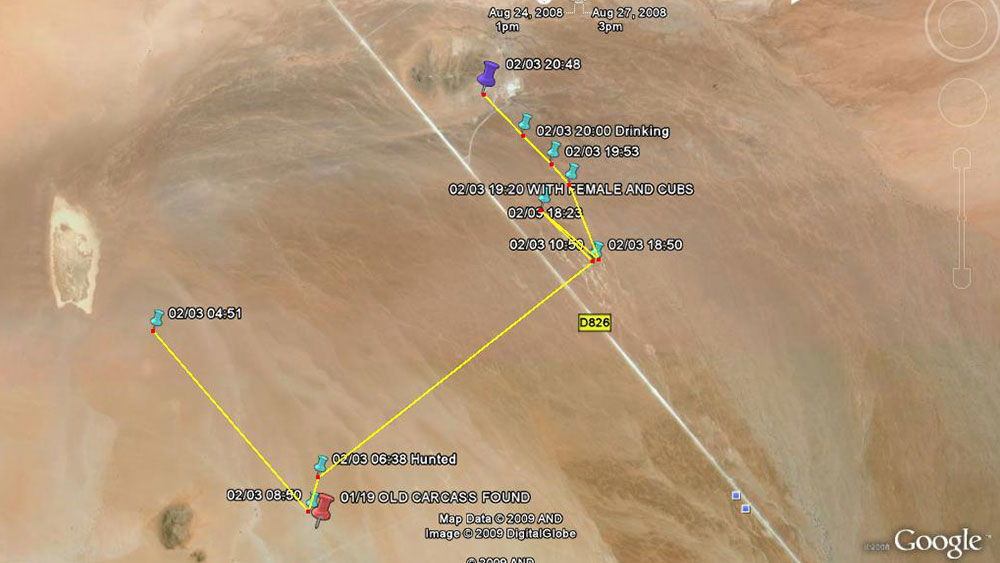 Aug 24, 2008
1pm
Aug 27, 2008
3pm
02/03 20:48
02/03 20:00 Drinking
02/03 19:53
02/03 19:20 WITH FEMALE AND CUBS
02/03 18:23
02/03 10:50
02/03 18:50
02/03 04:51
D826
02/03 06:38 Hunted
02/03 08:50
01/19 OLD CARCASS FOUND
Map Data © 2009 AND
Image © 2009 DigitalGlobe
© 2009 AND
©2008 Google™